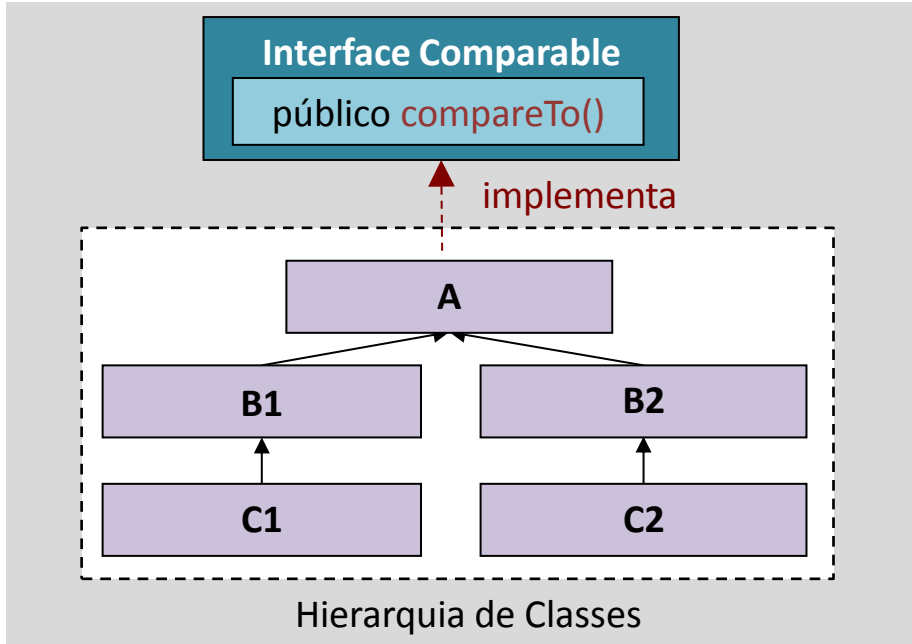 Interface Comparable
público compareTo()
implementa
A
B1
B2
C1
C2
Hierarquia de Classes